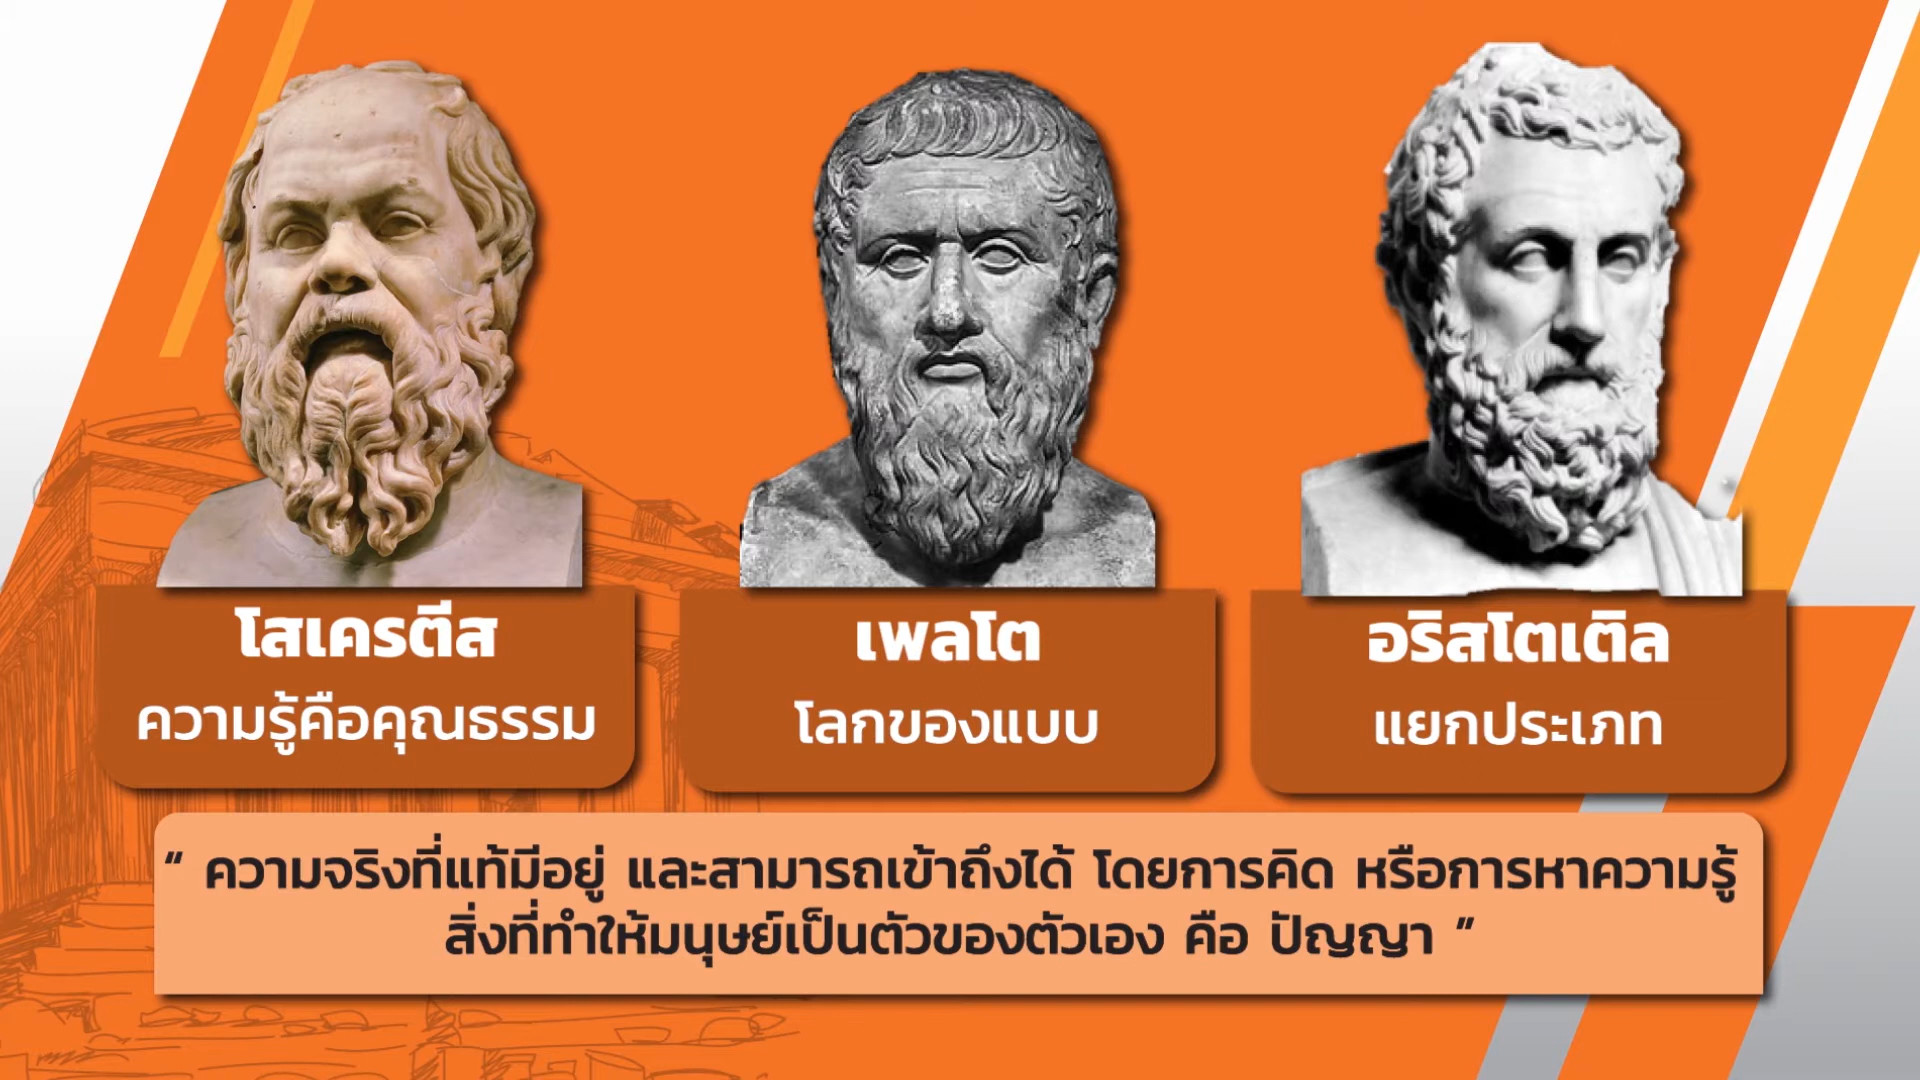 โสเครตีส
ความรู้คือคุณธรรม
เพลโต
โลกของแบบ
อริสโตเติล
แยกประเภท
“ ความจริงที่แท้มีอยู่ และสามารถเข้าถึงได้ โดยการคิด หรือการหาความรู้
สิ่งที่ทำให้มนุษย์เป็นตัวของตัวเอง คือ ปัญญา ”